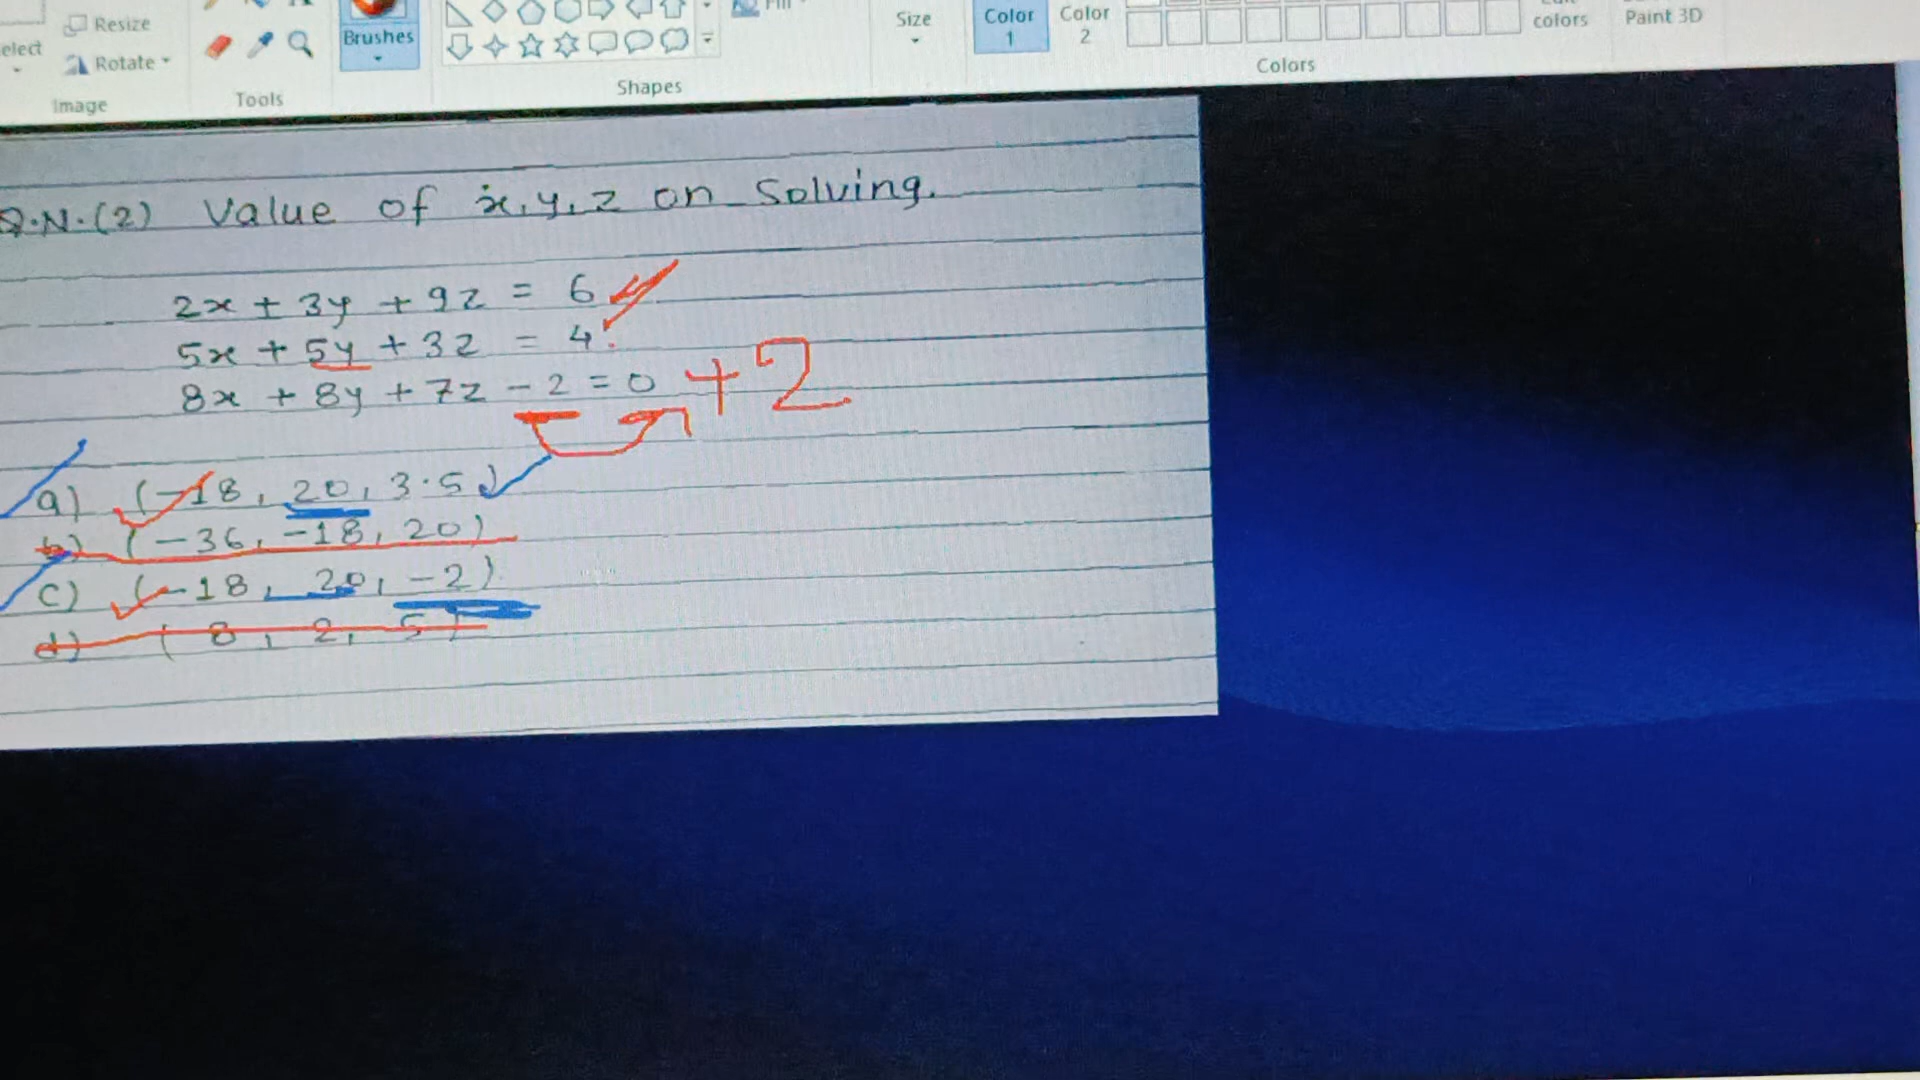 Resize
Rotate
Image
Tools
Brushes
Shapes
Size
Color
1
Color
2
colors
Colors
Paint 3D
Q.N.(2) Value of x, y, z on solving.
2x + 3y + 9z = 6
5x + 5y + 3z = 4
8x + 8y + 7z - 2 = 0 + 2
a) (-18, 20, 3.5)
b) (-36, -18, 20)
c) (-18, 20, -2)
d) (8, 2, 5)